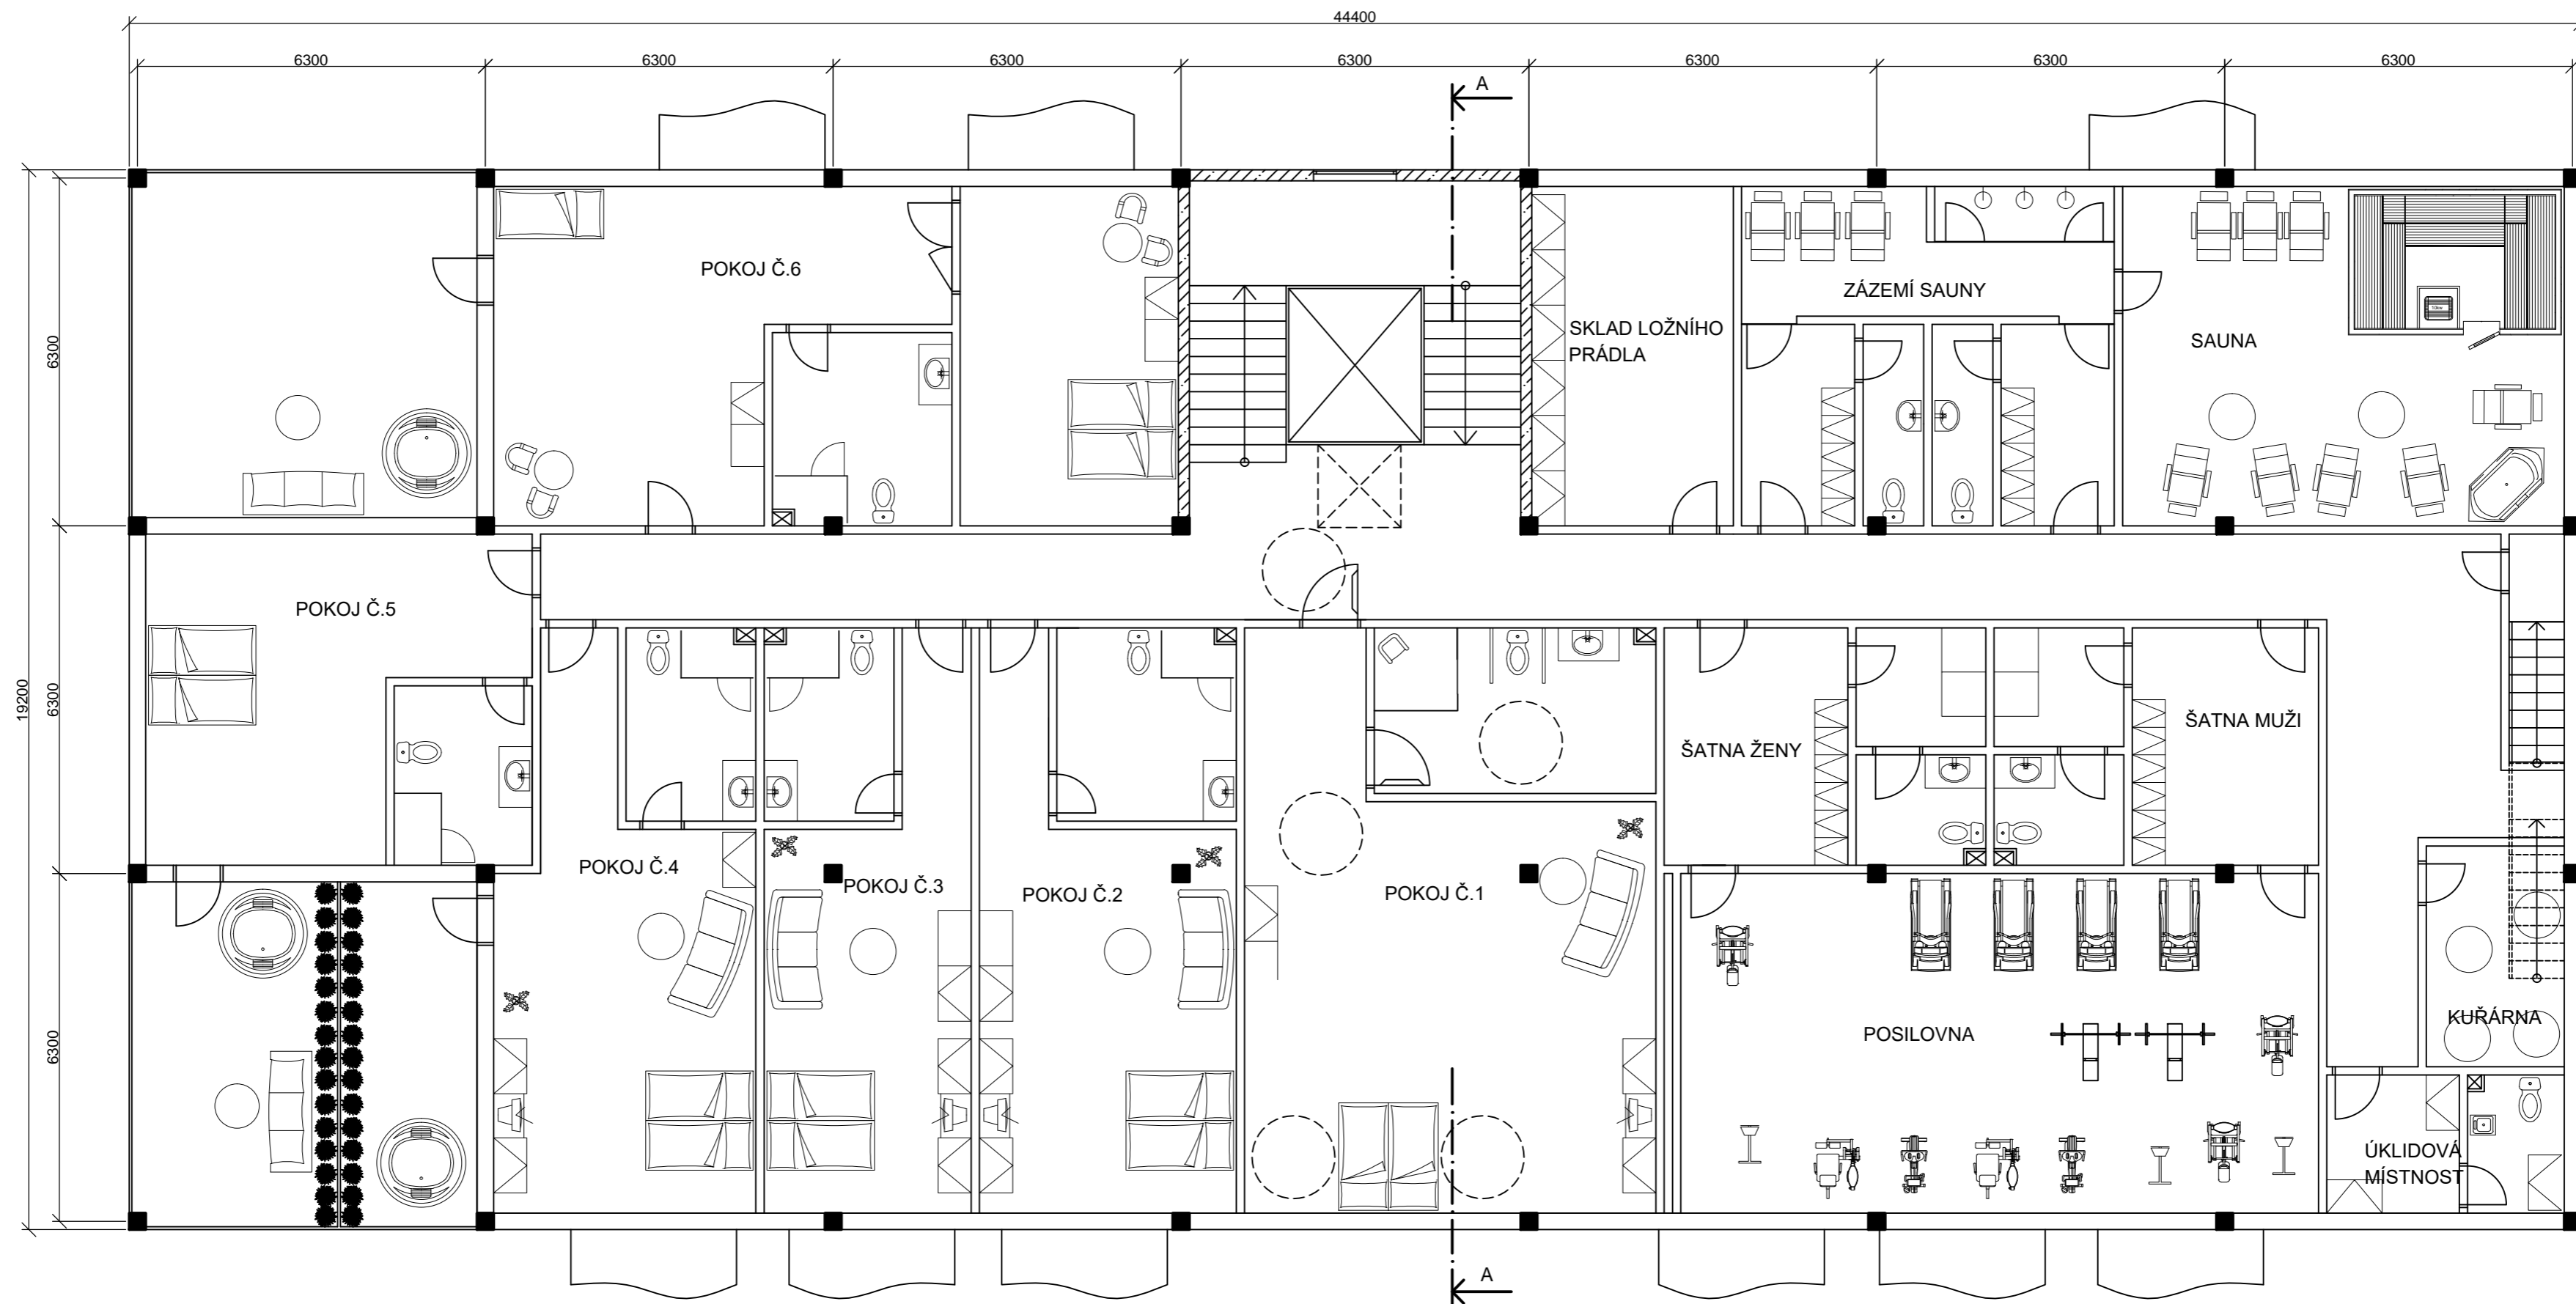 44400
6300
6300
6300
6300
6300
6300
6300
A
POKOJ Č.6
ZÁZEMÍ SAUNY
SKLAD LOŽNÍHO
PRÁDLA
SAUNA
6300
POKOJ Č.5
19200
6300
ŠATNA ŽENY
ŠATNA MUŽI
POKOJ Č.4
POKOJ Č.3
POKOJ Č.2
POKOJ Č.1
6300
POSILOVNA
KUŘÁRNA
ÚKLIDOVÁ
MÍSTNOST
A